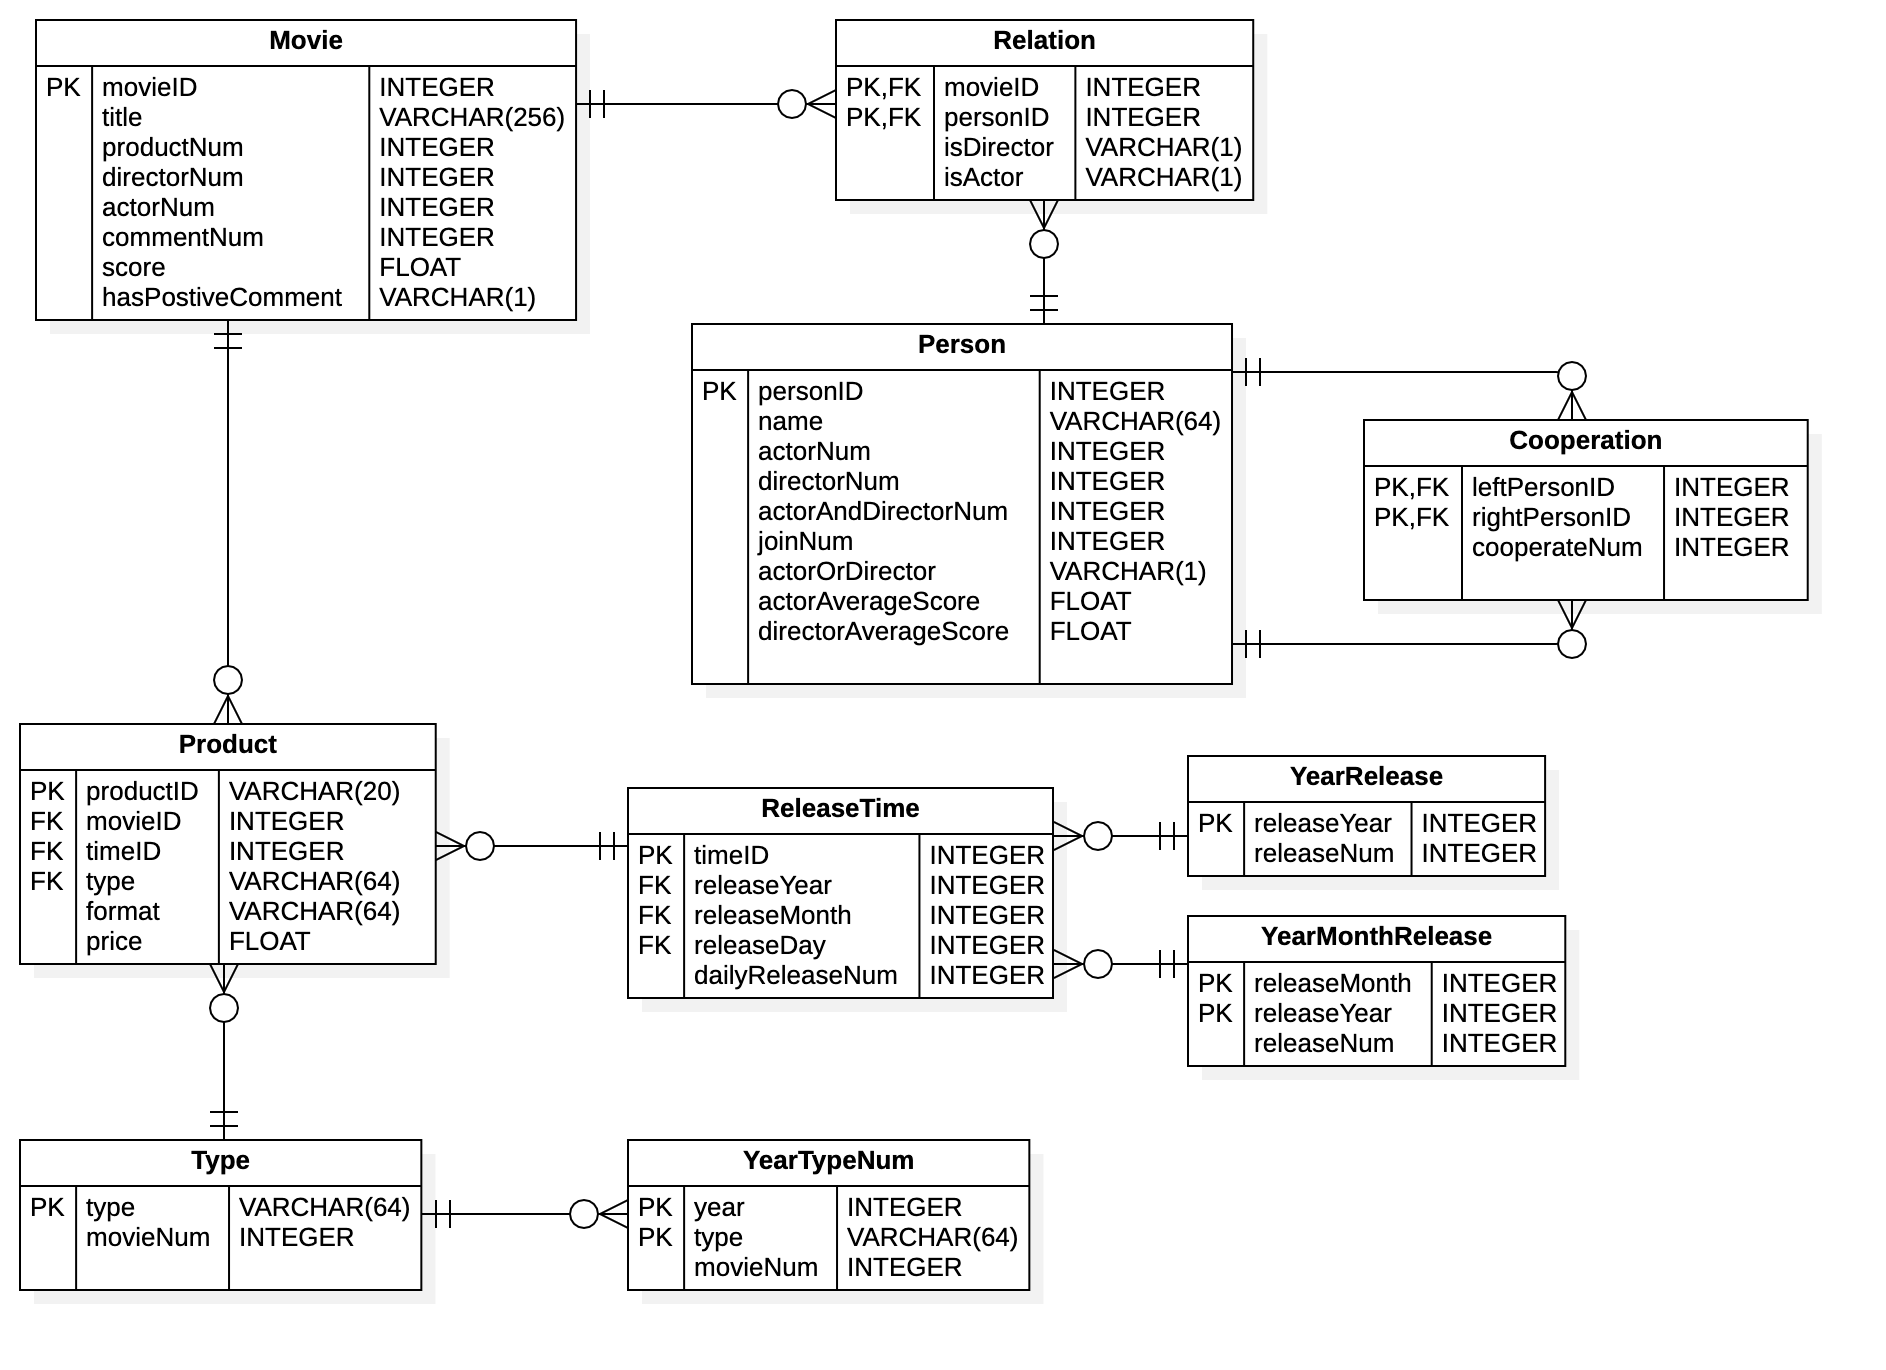 Movie
PK movieID INTEGER
title VARCHAR(256)
productNum INTEGER
directorNum INTEGER
actorNum INTEGER
commentNum INTEGER
score FLOAT
hasPostiveComment VARCHAR(1)
Relation
PK,FK movieID INTEGER
PK,FK personID INTEGER
isDirector VARCHAR(1)
isActor VARCHAR(1)
Person
PK personID INTEGER
name VARCHAR(64)
actorNum INTEGER
directorNum INTEGER
actorAndDirectorNum INTEGER
joinNum INTEGER
actorOrDirector VARCHAR(1)
actorAverageScore FLOAT
directorAverageScore FLOAT
Cooperation
PK,FK leftPersonID INTEGER
PK,FK rightPersonID INTEGER
cooperateNum INTEGER
Product
PK productID VARCHAR(20)
FK movieID INTEGER
FK timeID INTEGER
FK type VARCHAR(64)
format VARCHAR(64)
price FLOAT
ReleaseTime
PK timeID INTEGER
FK releaseYear INTEGER
FK releaseMonth INTEGER
FK releaseDay INTEGER
dailyReleaseNum INTEGER
YearRelease
PK releaseYear INTEGER
releaseNum INTEGER
YearMonthRelease
PK releaseMonth INTEGER
PK releaseYear INTEGER
releaseNum INTEGER
Type
PK type VARCHAR(64)
movieNum INTEGER
YearTypeNum
PK year INTEGER
PK type VARCHAR(64)
movieNum INTEGER